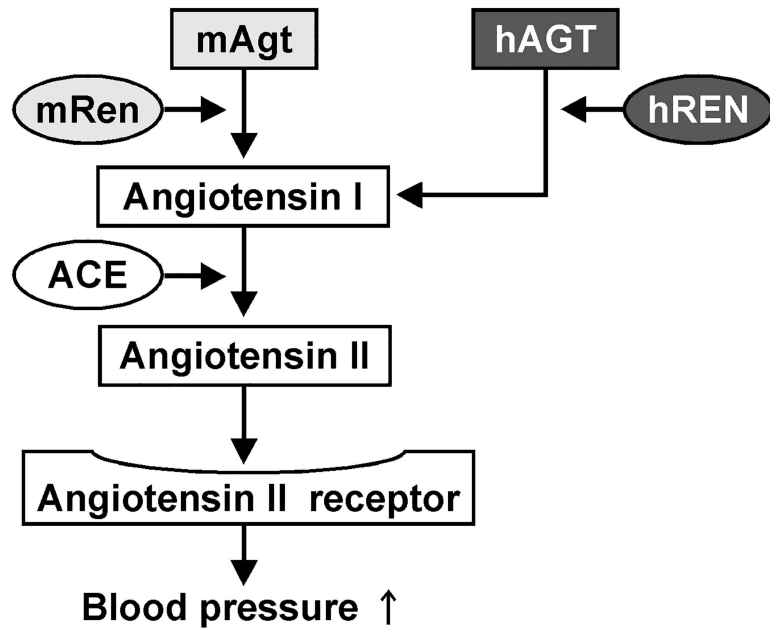 mAgt
hAGT
mRen
hREN
Angiotensin I
ACE
Angiotensin II
Angiotensin II receptor
Blood pressure ↑